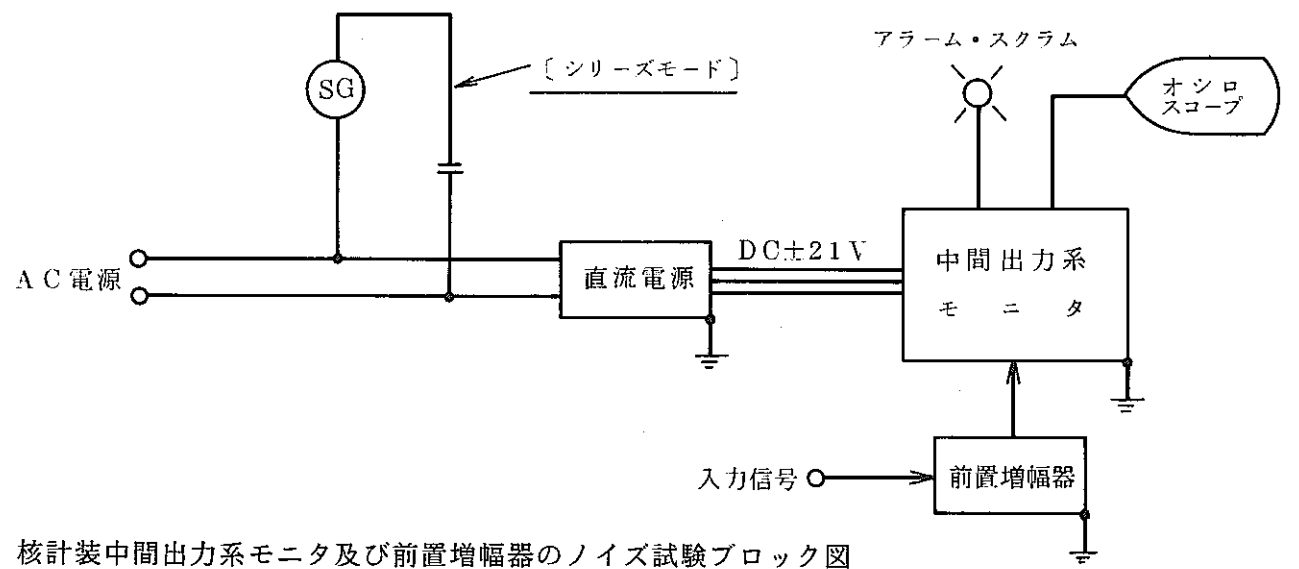 アラーム・スクラム
〔シリーズモード〕
SG
オシロ
スコープ
DC±21V
AC電源
直流電源
中間出力系
モニタ
入力信号
前置増幅器
核計装中間出力系モニタ及び前置増幅器のノイズ試験ブロック図